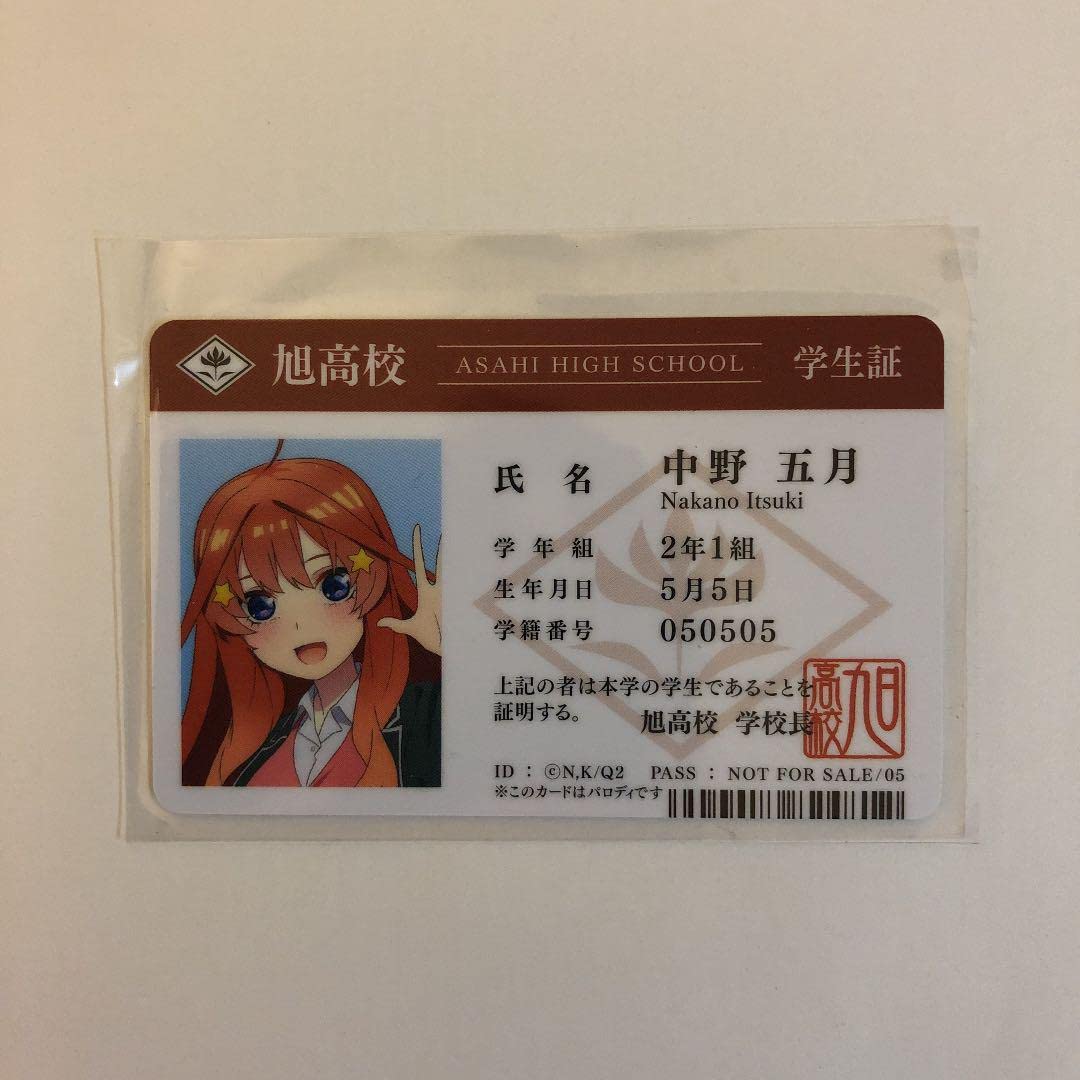 旭高校 ASAHI HIGH SCHOOL 学生証
氏名 中野 五月
Nakano Itsuki
学年組 2年1組
生年月日 5月5日
学籍番号 050505
上記の者は本学の学生であることを
証明する。 旭高校 学校長
旭高校
ID : ⓒN,K/Q2 PASS : NOT FOR SALE/05
※このカードはパロディです